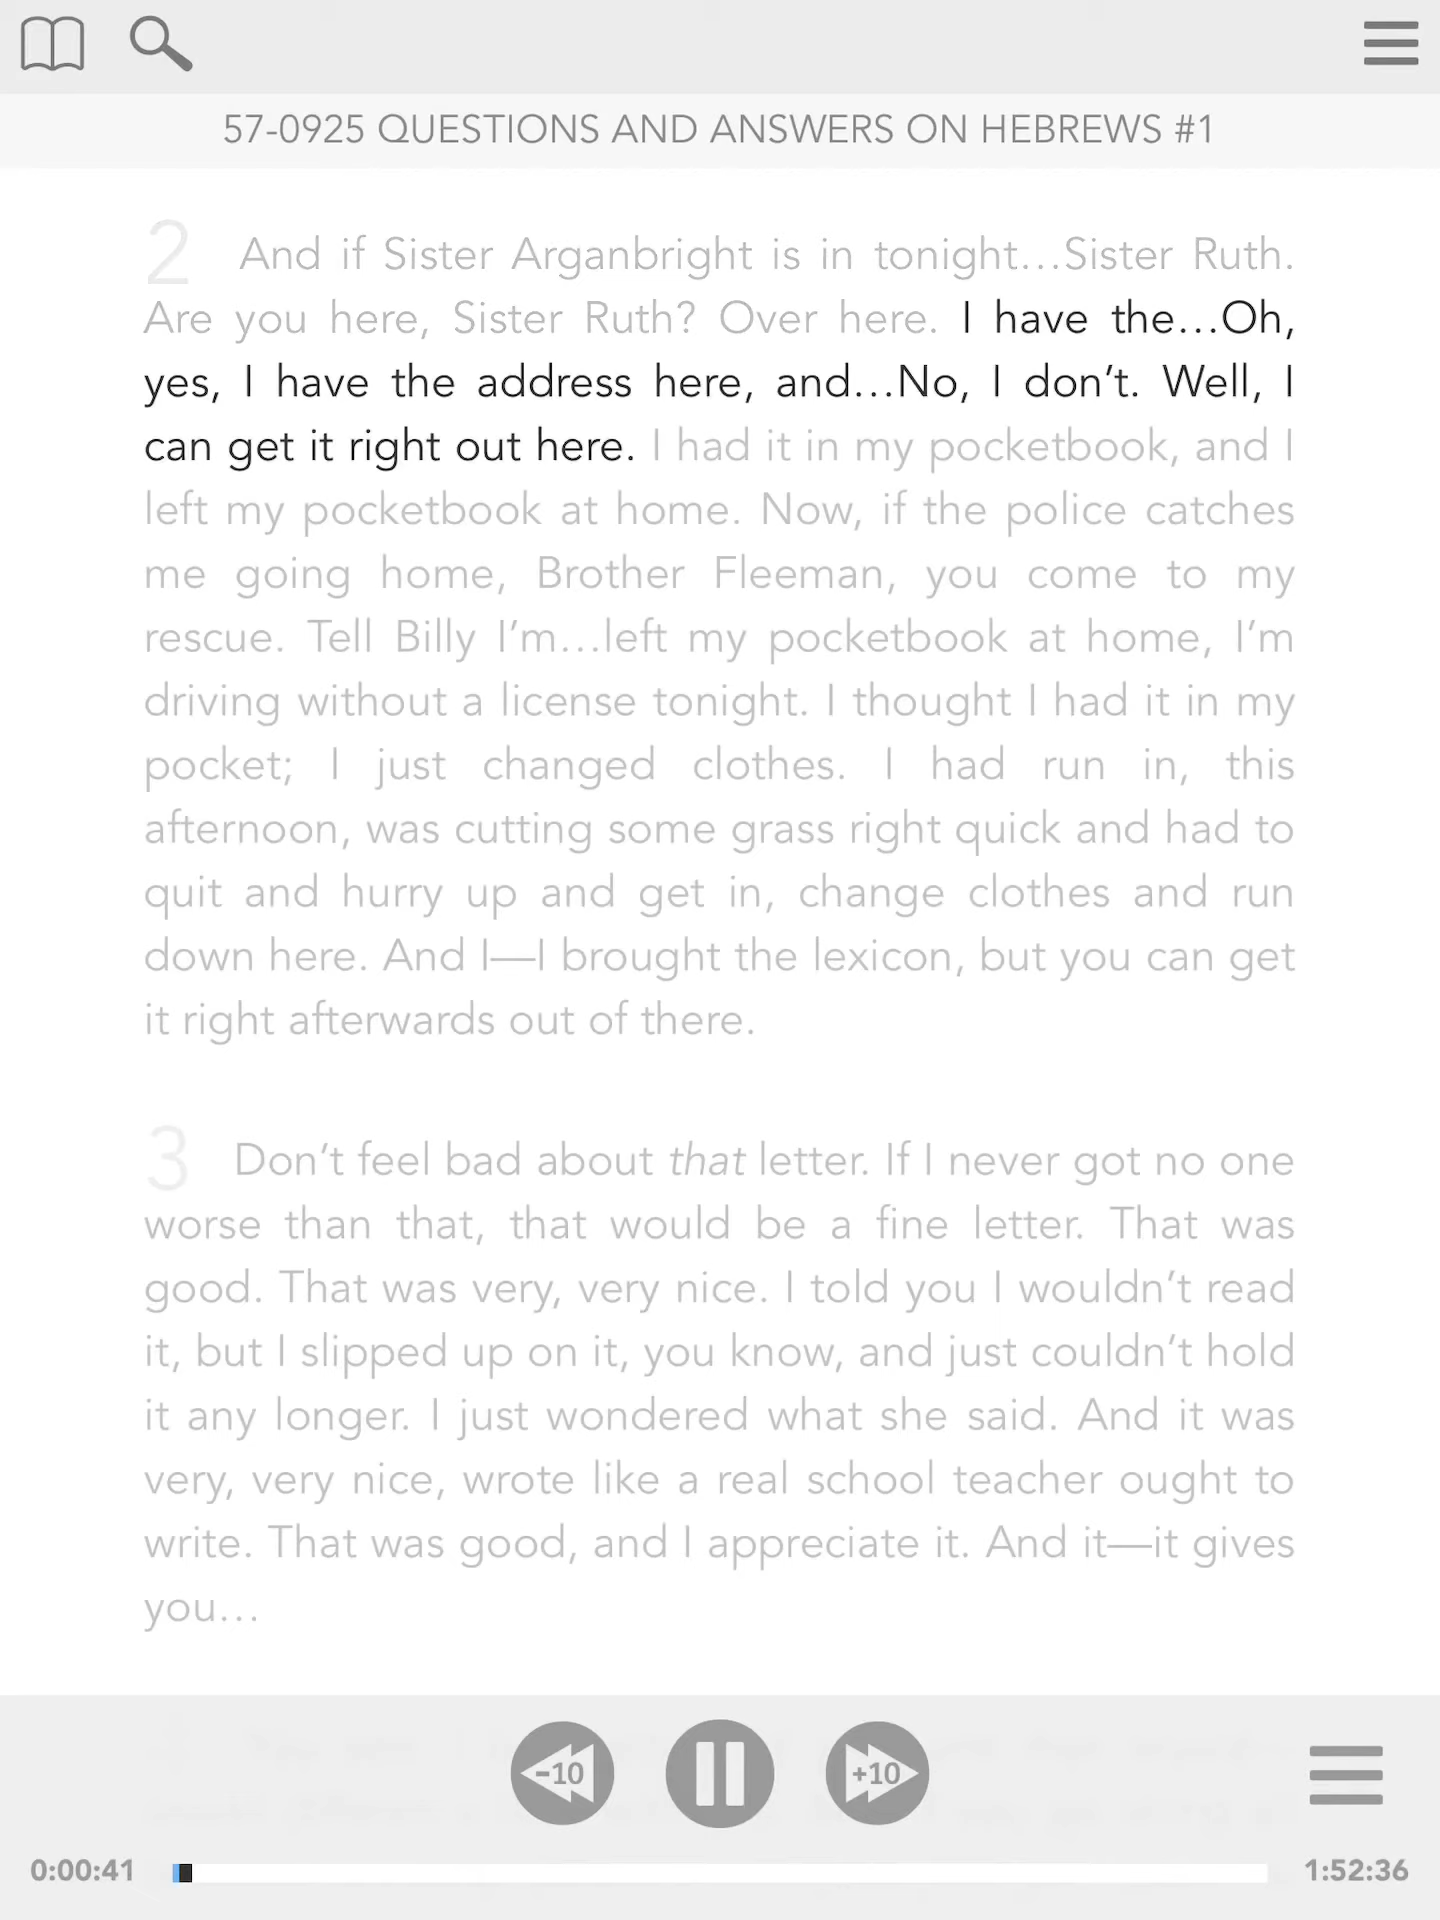 57-0925 QUESTIONS AND ANSWERS ON HEBREWS #1
2 And if Sister Arganbright is in tonight…Sister Ruth.
Are you here, Sister Ruth? Over here. I have the…Oh,
yes, I have the address here, and…No, I don’t. Well, I
can get it right out here. I had it in my pocketbook, and I
left my pocketbook at home. Now, if the police catches
me going home, Brother Fleeman, you come to my
rescue. Tell Billy I’m…left my pocketbook at home, I’m
driving without a license tonight. I thought I had it in my
pocket; I just changed clothes. I had run in, this
afternoon, was cutting some grass right quick and had to
quit and hurry up and get in, change clothes and run
down here. And I—I brought the lexicon, but you can get
it right afterwards out of there.
3 Don’t feel bad about that letter. If I never got no one
worse than that, that would be a fine letter. That was
good. That was very, very nice. I told you I wouldn’t read
it, but I slipped up on it, you know, and just couldn’t hold
it any longer. I just wondered what she said. And it was
very, very nice, wrote like a real school teacher ought to
write. That was good, and I appreciate it. And it—it gives
you…
-10 +10
0:00:41 1:52:36